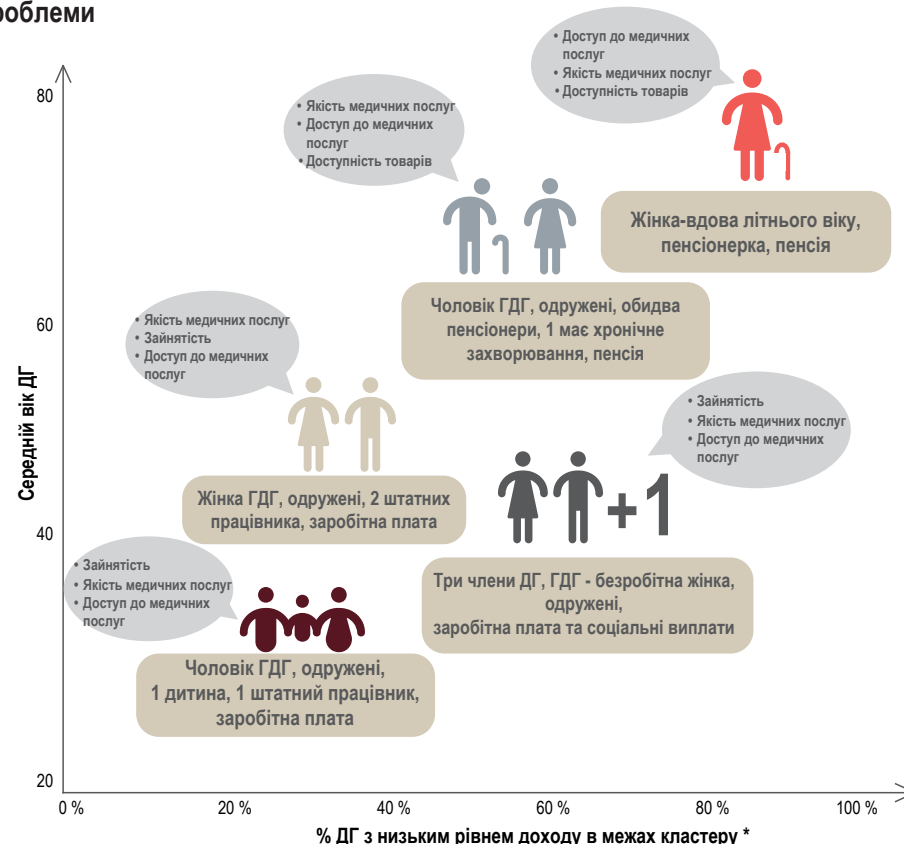 роблеми
• Доступ до медичних
послуг
• Якість медичних послуг
• Доступність товарів
• Якість медичних послуг
• Доступ до медичних
послуг
• Доступність товарів
Жінка-вдова літнього віку,
пенсіонерка, пенсія
Чоловік ГДГ, одружені, обидва
пенсіонери, 1 має хронічне
захворювання, пенсія
• Якість медичних послуг
• Зайнятість
• Доступ до медичних
послуг
• Зайнятість
• Якість медичних послуг
• Доступ до медичних
послуг
Жінка ГДГ, одружені, 2 штатних
працівника, заробітна плата
+1
Три члени ДГ, ГДГ - безробітна жінка,
одружені,
заробітна плата та соціальні виплати
• Зайнятість
• Якість медичних послуг
• Доступ до медичних
послуг
Чоловік ГДГ, одружені,
1 дитина, 1 штатний працівник,
заробітна плата
Середній вік ДГ
80
60
40
20
0 %
20 %
40 %
60 %
80 %
100 %
% ДГ з низьким рівнем доходу в межах кластеру *